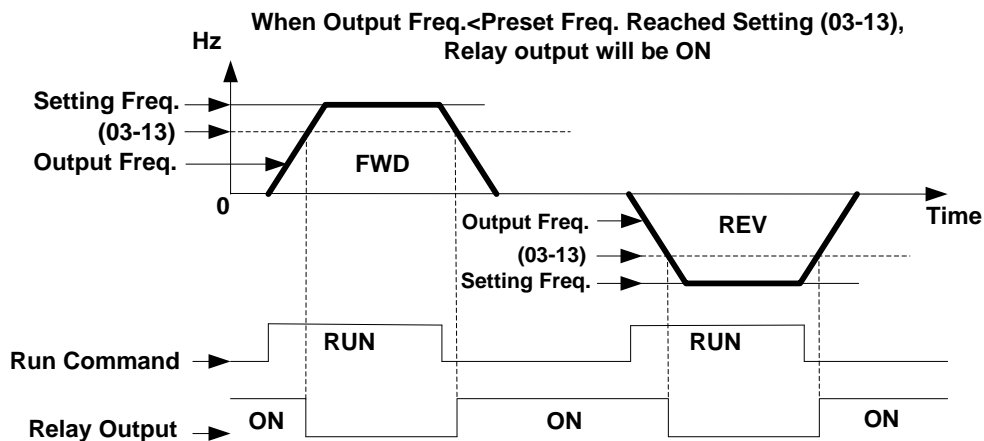 When Output Freq.<Preset Freq. Reached Setting (03-13),
Relay output will be ON
Hz
Setting Freq.
(03-13)
Output Freq.
FWD
0
Time
Output Freq.
REV
(03-13)
Setting Freq.
RUN
RUN
Run Command
ON
ON
ON
Relay Output